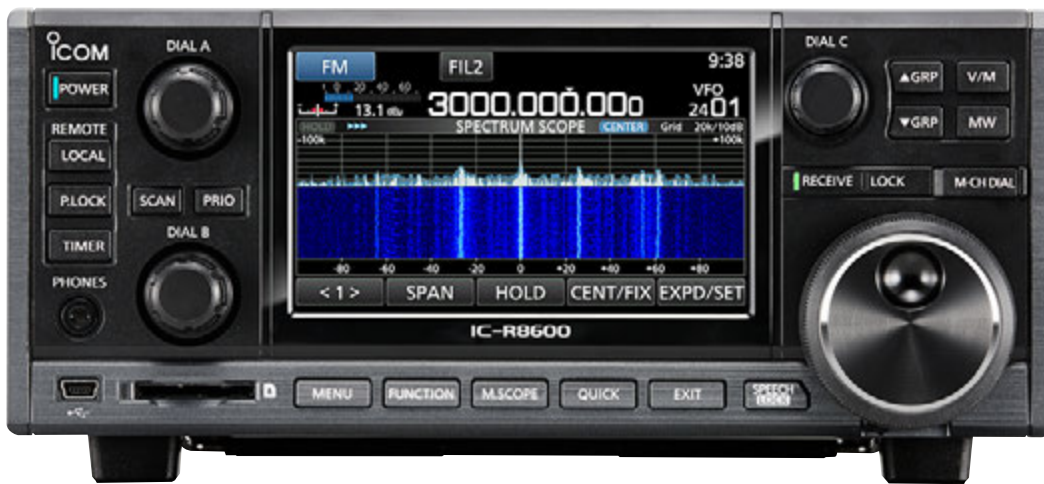 ICOM
POWER
REMOTE
LOCAL
P.LOCK
TIMER
PHONES
DIAL A
SCAN PRIO
DIAL B
FM FIL2 9:38
13.1
3000.000.00
VFO
24 01
HOLD SPECTRUM SCOPE CENTER Grid 20k/10dB
-100k +100k
-80 -60 -40 -20 0 +20 +40 +60 +80
<1> SPAN HOLD CENT/FIX EXPD/SET
IC-R8600
DIAL C
▲GRP V/M
▼GRP MW
RECEIVE LOCK M-CH DIAL
MENU FUNCTION M.SCOPE QUICK EXIT SPEECH
LOCK